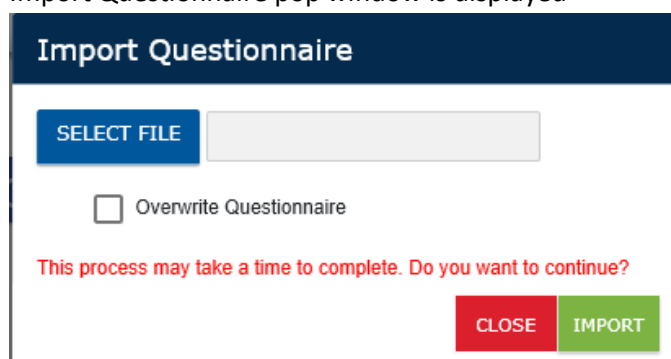 Import Questionnaire pop window is displayed
Import Questionnaire
SELECT FILE
Overwrite Questionnaire
This process may take a time to complete. Do you want to continue?
CLOSE IMPORT